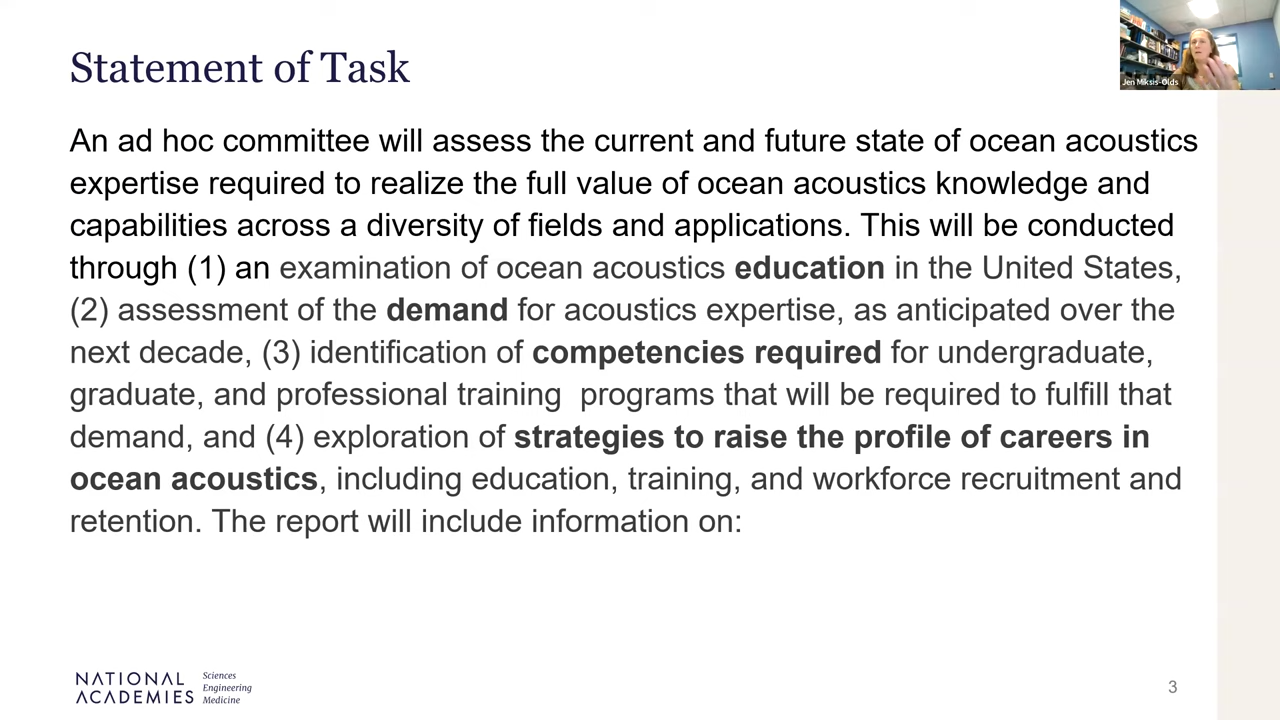 Statement of Task
Jen Miksis-Olds
An ad hoc committee will assess the current and future state of ocean acoustics
expertise required to realize the full value of ocean acoustics knowledge and
capabilities across a diversity of fields and applications. This will be conducted
through (1) an examination of ocean acoustics education in the United States,
(2) assessment of the demand for acoustics expertise, as anticipated over the
next decade, (3) identification of competencies required for undergraduate,
graduate, and professional training  programs that will be required to fulfill that
demand, and (4) exploration of strategies to raise the profile of careers in
ocean acoustics, including education, training, and workforce recruitment and
retention. The report will include information on:
NATIONAL
ACADEMIES
Sciences
Engineering
Medicine
3